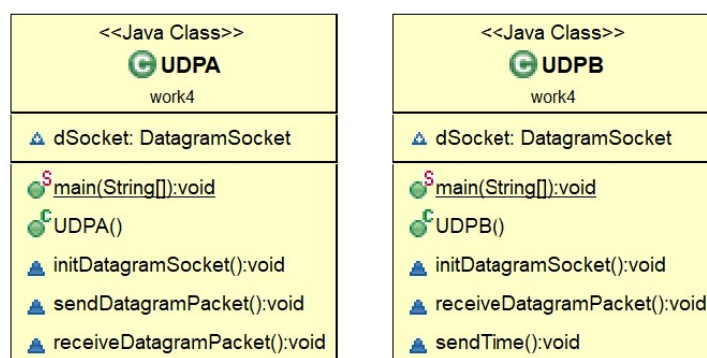 <<Java Class>>
UDPA
work4
dSocket: DatagramSocket
main(String[]):void
UDPA()
initDatagramSocket():void
sendDatagramPacket():void
receiveDatagramPacket():void
<<Java Class>>
UDPB
work4
dSocket: DatagramSocket
main(String[]):void
UDPB()
initDatagramSocket():void
receiveDatagramPacket():void
sendTime():void